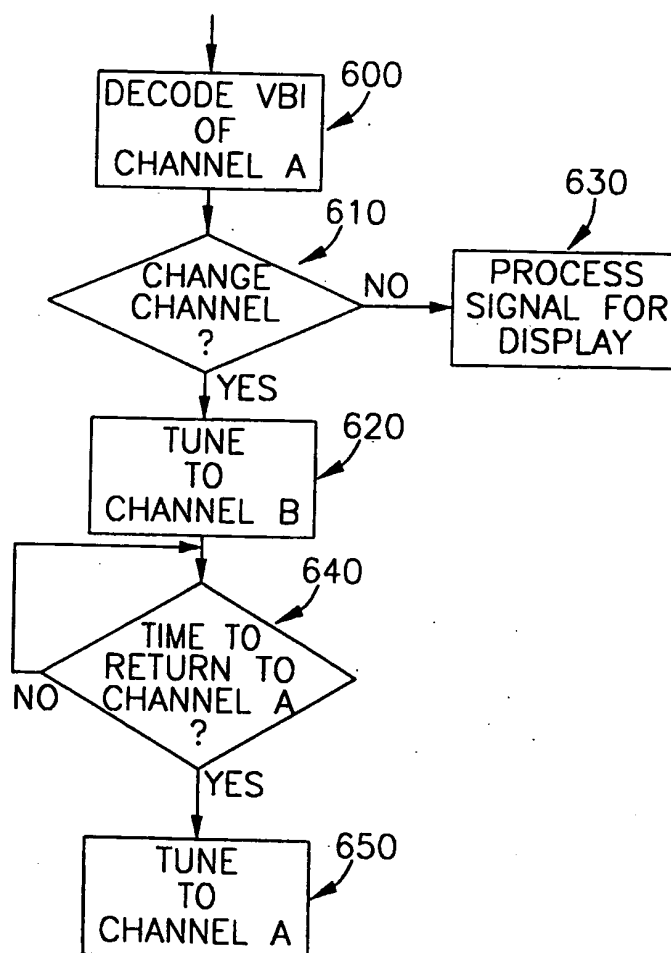 DECODE VBI
OF
CHANNEL A
600
610
CHANGE
CHANNEL
?
NO
630
PROCESS
SIGNAL FOR
DISPLAY
YES
TUNE
TO
CHANNEL B
620
640
TIME TO
RETURN TO
CHANNEL A
?
NO
YES
TUNE
TO
CHANNEL A
650